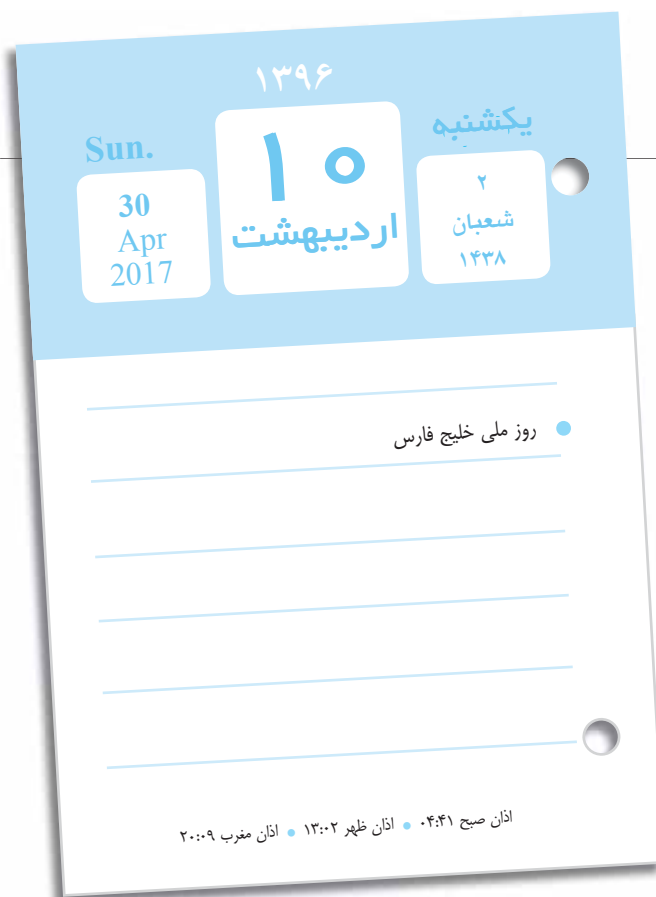 ۱۳۹۶
یکشنبه
۲
شعبان
۱۴۳۸
۱۰
اردیبهشت
Sun.
30
Apr
2017
روز ملی خلیج فارس
اذان صبح ۰۴:۴۱ ● اذان ظهر ۱۳:۰۲ ● اذان مغرب ۲۰:۰۹